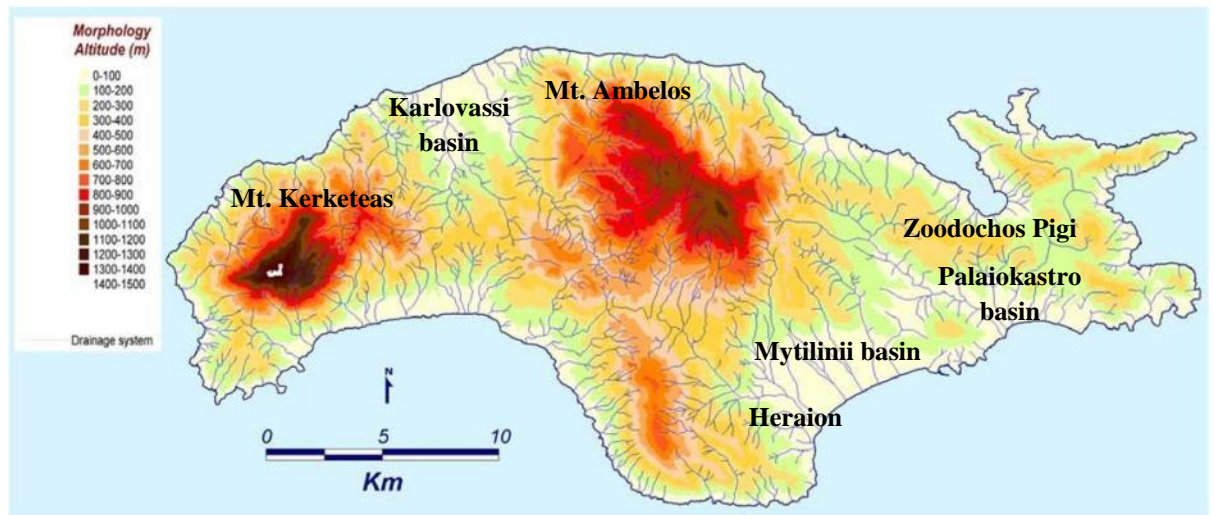 Morphology
Altitude (m)
0-100
100-200
200-300
300-400
400-500
500-600
600-700
700-800
800-900
900-1000
1000-1100
1100-1200
1200-1300
1300-1400
1400-1500
Drainage system
Mt. Ambelos
Karlovassi
basin
Mt. Kerketeas
Zoodochos Pigi
Palaiokastro
basin
Mytilinii basin
Heraion
N
0 5 10
Km